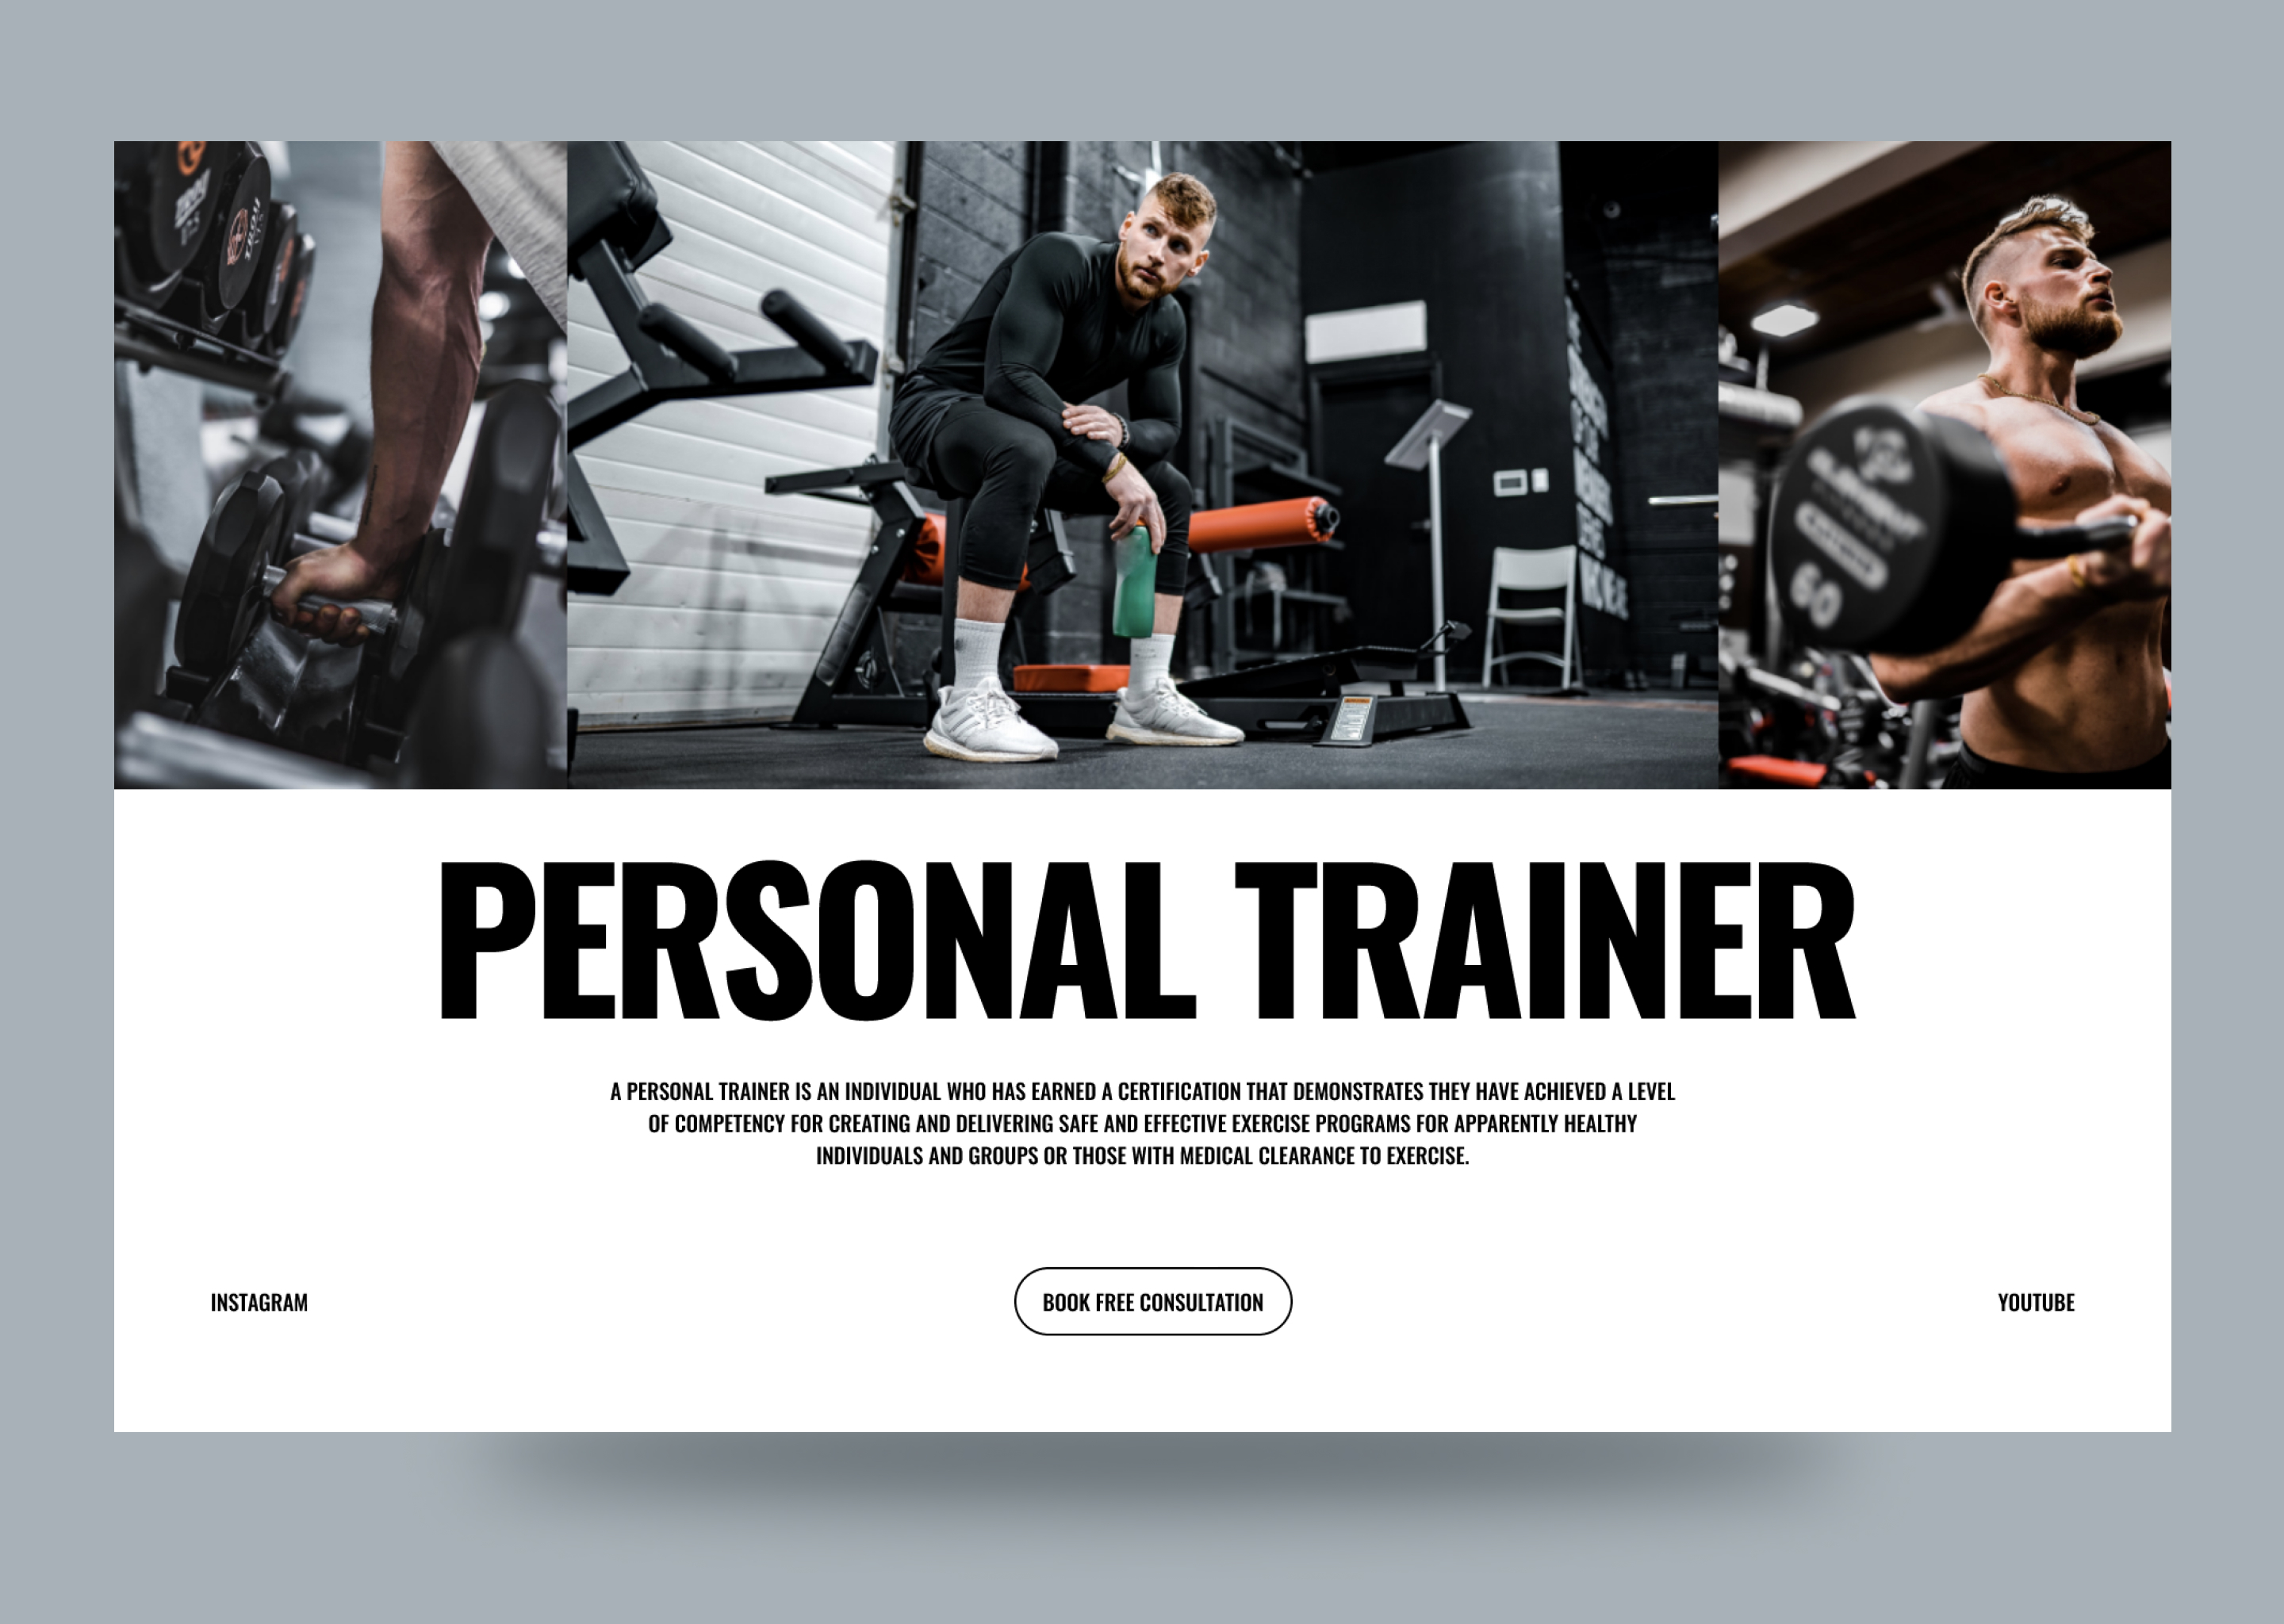 60
PERSONAL TRAINER
A PERSONAL TRAINER IS AN INDIVIDUAL WHO HAS EARNED A CERTIFICATION THAT DEMONSTRATES THEY HAVE ACHIEVED A LEVEL
OF COMPETENCY FOR CREATING AND DELIVERING SAFE AND EFFECTIVE EXERCISE PROGRAMS FOR APPARENTLY HEALTHY
INDIVIDUALS AND GROUPS OR THOSE WITH MEDICAL CLEARANCE TO EXERCISE.
INSTAGRAM
BOOK FREE CONSULTATION
YOUTUBE